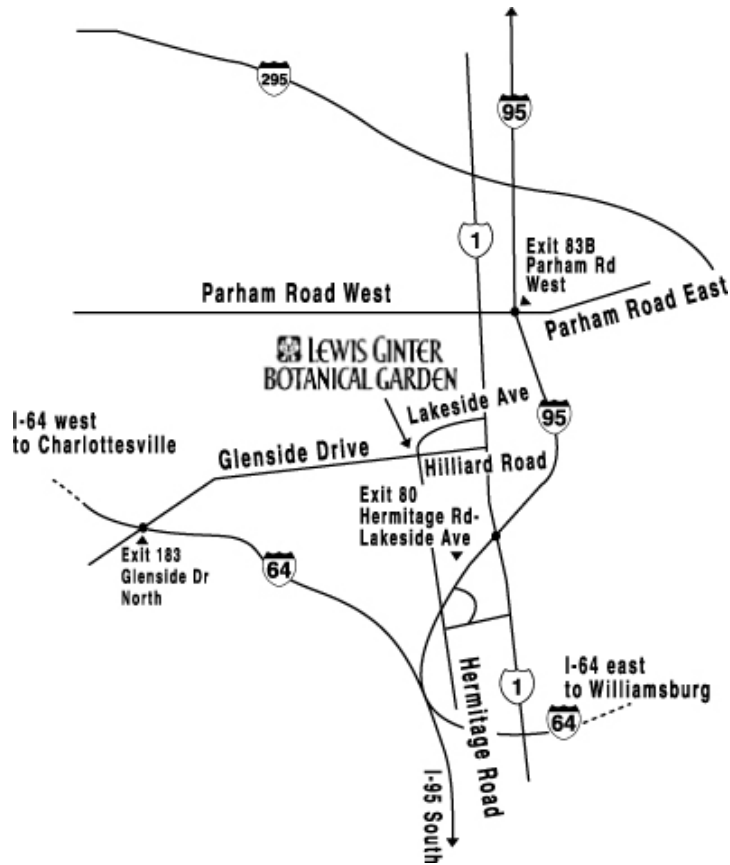 295
95
1
Exit 83B
Parham Rd
West
Parham Road West
Parham Road East
LEWIS GINTER
BOTANICAL GARDEN
Lakeside Ave
95
I-64 west
to Charlottesville
Glenside Drive
Hilliard Road
Exit 80
Hermitage Rd-
Lakeside Ave
Exit 183
Glenside Dr
North
64
Hermitage Road
I-64 east
to Williamsburg
1
64
I-95 South